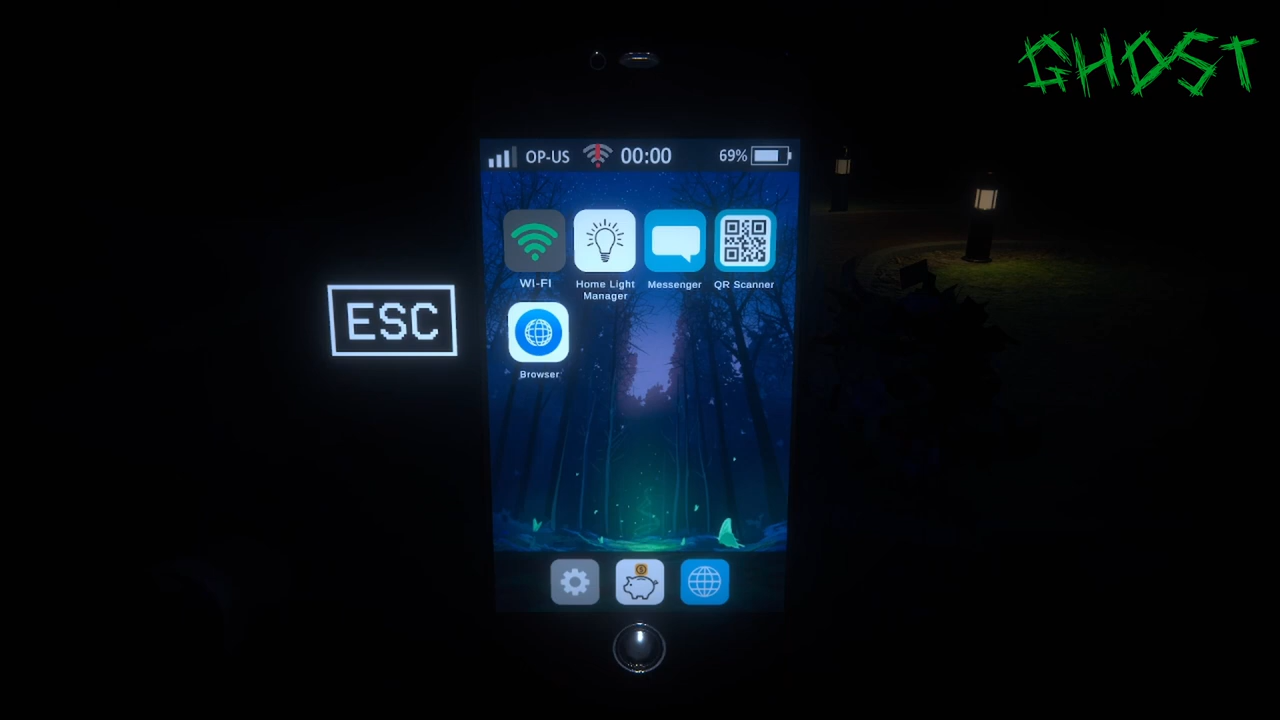 GHOST
OP-US 00:00 69%
WI-FI
Home Light
Manager
Messenger
QR Scanner
ESC
Browser